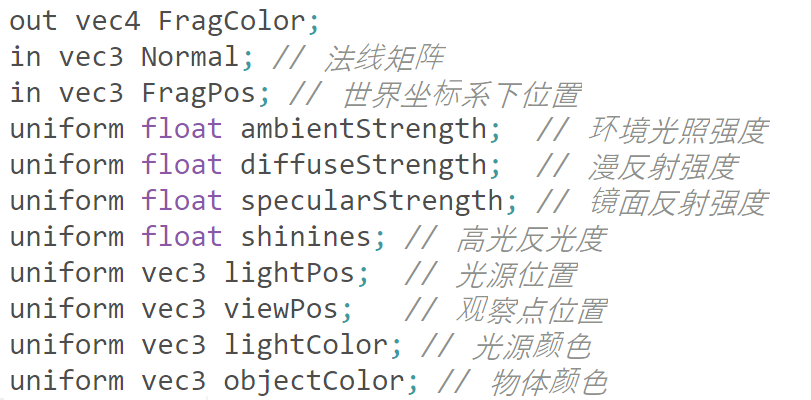 out vec4 FragColor;
in vec3 Normal; // 法线矩阵
in vec3 FragPos; // 世界坐标系下位置
uniform float ambientStrength;  // 环境光照强度
uniform float diffuseStrength;  // 漫反射强度
uniform float specularStrength; // 镜面反射强度
uniform float shinines; // 高光反光度
uniform vec3 lightPos;  // 光源位置
uniform vec3 viewPos;   // 观察点位置
uniform vec3 lightColor; // 光源颜色
uniform vec3 objectColor; // 物体颜色